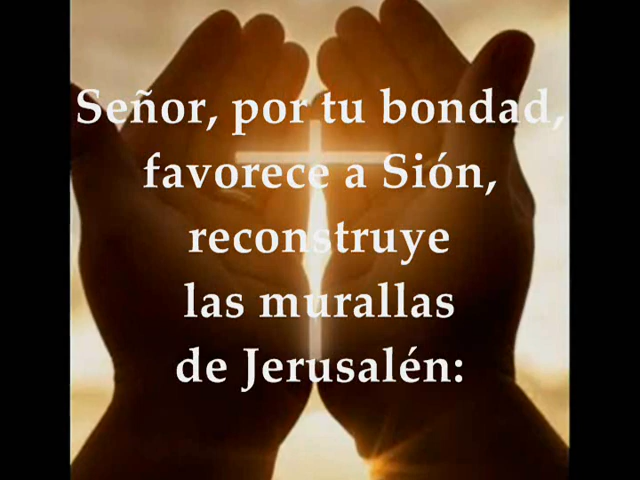 Señor, por tu bondad,
favorece a Sión,
reconstruye
las murallas
de Jerusalén: